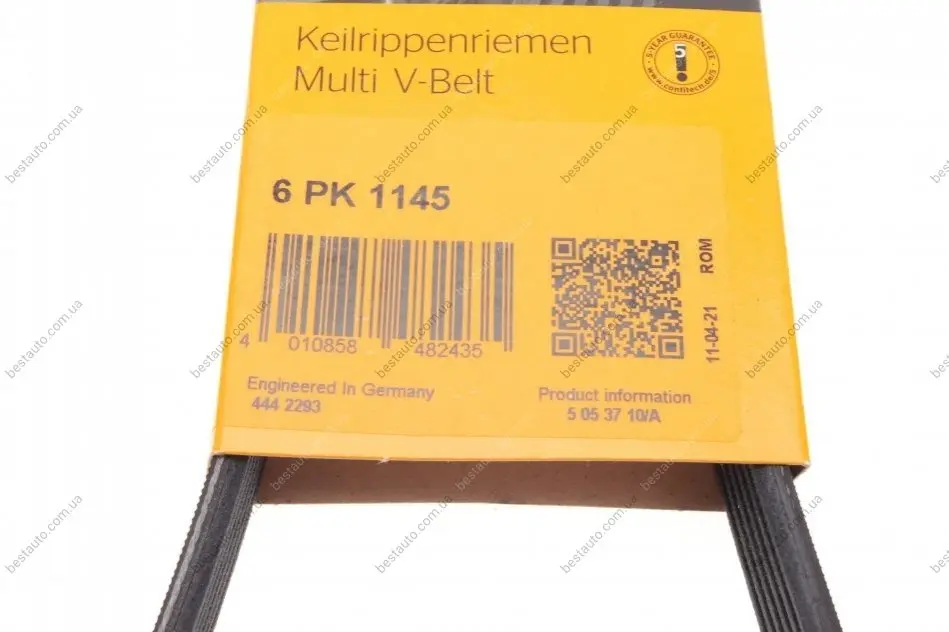 Keilrippenriemen
Multi V-Belt
5-YEAR GUARANTEE
5
www.contitech.de/5
6 PK 1145
4 010858 482435
ROM
11-04-21
Engineered In Germany
444 2293
Product information
5 05 37 10/A
bestauto.com.ua